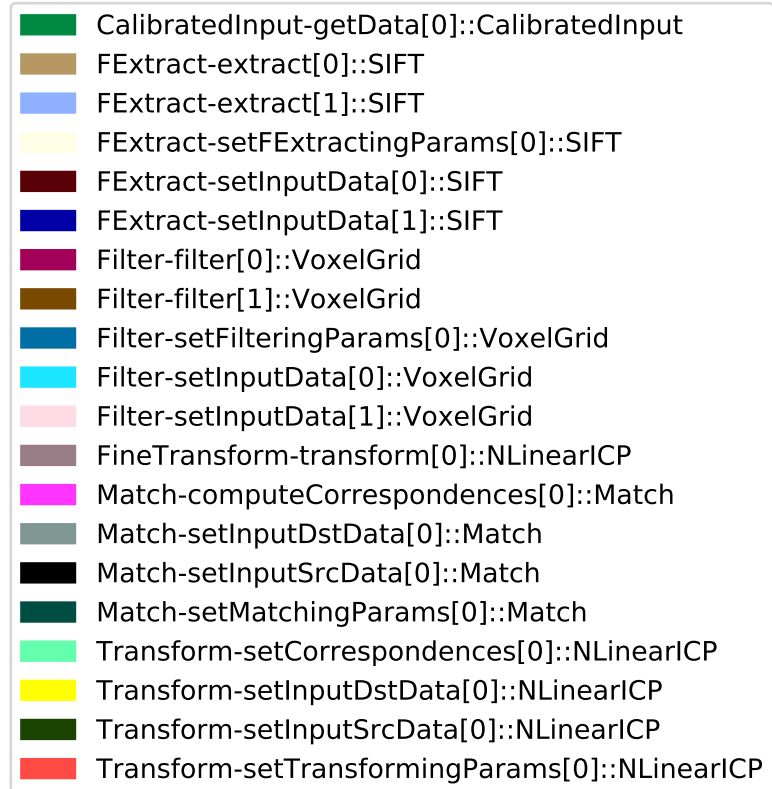 CalibratedInput-getData[0]::CalibratedInput
FExtract-extract[0]::SIFT
FExtract-extract[1]::SIFT
FExtract-setFExtractingParams[0]::SIFT
FExtract-setInputData[0]::SIFT
FExtract-setInputData[1]::SIFT
Filter-filter[0]::VoxelGrid
Filter-filter[1]::VoxelGrid
Filter-setFilteringParams[0]::VoxelGrid
Filter-setInputData[0]::VoxelGrid
Filter-setInputData[1]::VoxelGrid
FineTransform-transform[0]::NLinearICP
Match-computeCorrespondences[0]::Match
Match-setInputDstData[0]::Match
Match-setInputSrcData[0]::Match
Match-setMatchingParams[0]::Match
Transform-setCorrespondences[0]::NLinearICP
Transform-setInputDstData[0]::NLinearICP
Transform-setInputSrcData[0]::NLinearICP
Transform-setTransformingParams[0]::NLinearICP